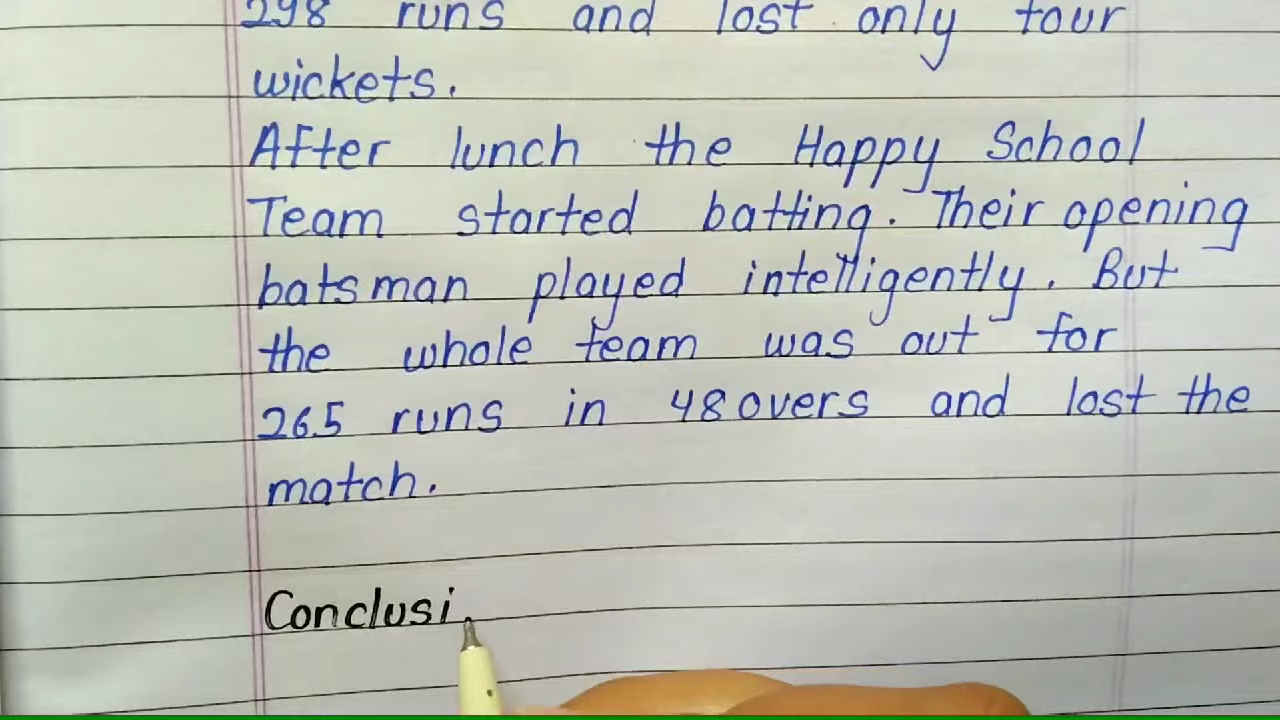 298 runs and lost only four
wickets.
After lunch the Happy School
Team started batting. Their opening
batsman played intelligently. But
the whole team was out for
265 runs in 48 overs and lost the
match.
Conclusi